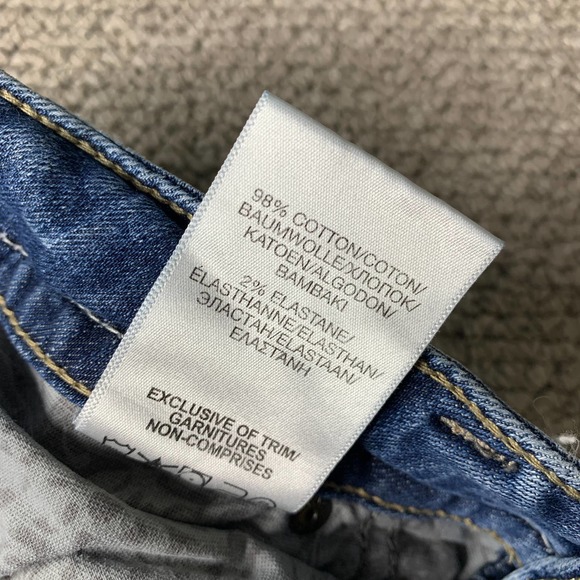 98% COTTON/COTON/
BAUMWOLLE/ХЛОПОК/
KATOEN/ALGODON/
BAMBAKI
2% ELASTANE/
ELASTHANNE/ELASTHAN/
ЭЛАСТАН/ELASTAAN/
ΕΛΑΣΤΑΝΗ
EXCLUSIVE OF TRIM/
GARNITURES
NON-COMPRISES